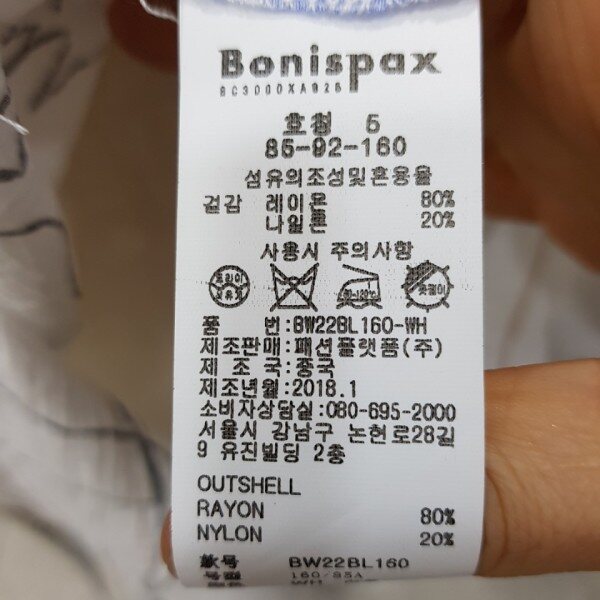 Bonispax
호칭 5
85-92-160
섬유의조성및혼용율
겉감 레이온 80%
나일론 20%
사용시 주의사항
품 번:BW22BL160-WH
제조판매:패션플랫폼(주)
제 조 국:중국
제조년월:2018.1
소비자상담실:080-695-2000
서울시 강남구 논현로28길
9 유진빌딩 2층
OUTSHELL
RAYON 80%
NYLON 20%
款号 BW22BL160
160/85A